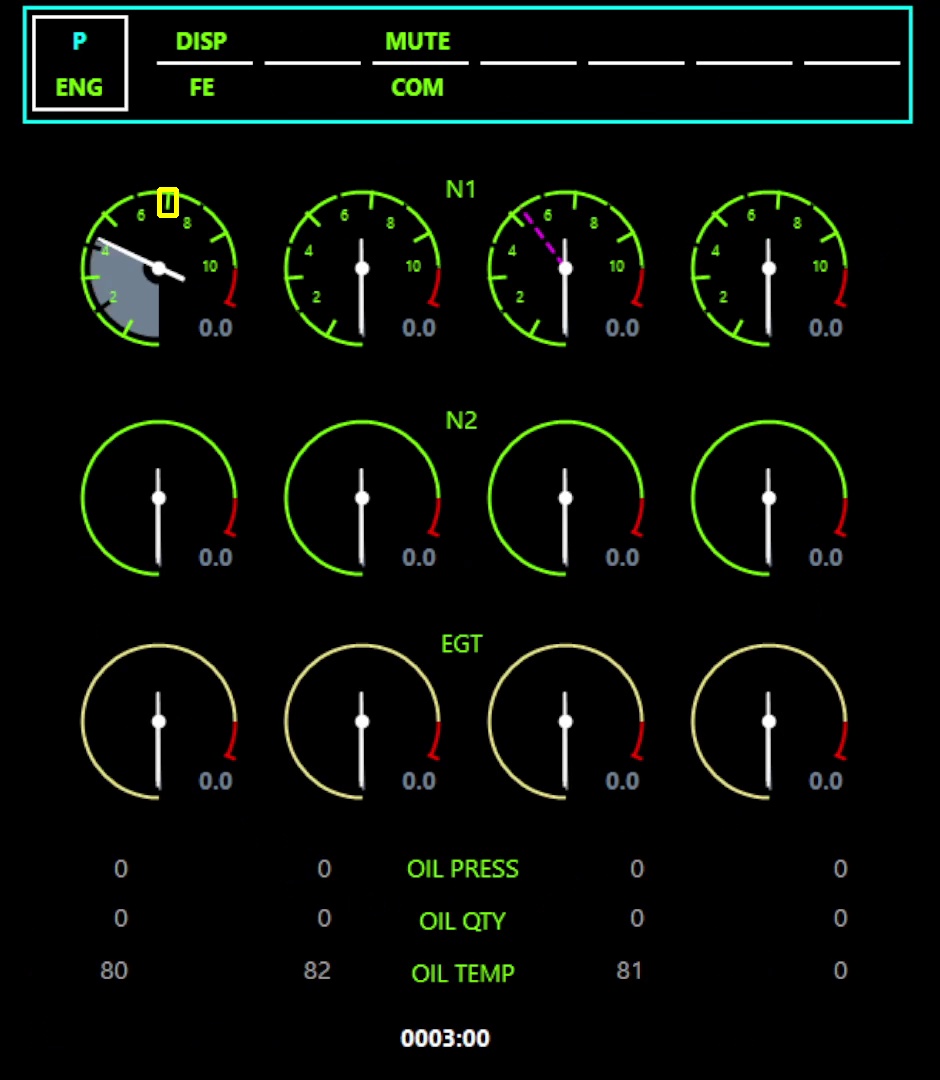 P DISP MUTE
ENG FE COM
N1
6 8 6 8 6 8 6 8
4 10 4 10 4 10 4 10
2 2 2 2
0.0 0.0 0.0 0.0
N2
0.0 0.0 0.0 0.0
EGT
0.0 0.0 0.0 0.0
0 0 OIL PRESS 0 0
0 0 OIL QTY 0 0
80 82 OIL TEMP 81 0
0003:00